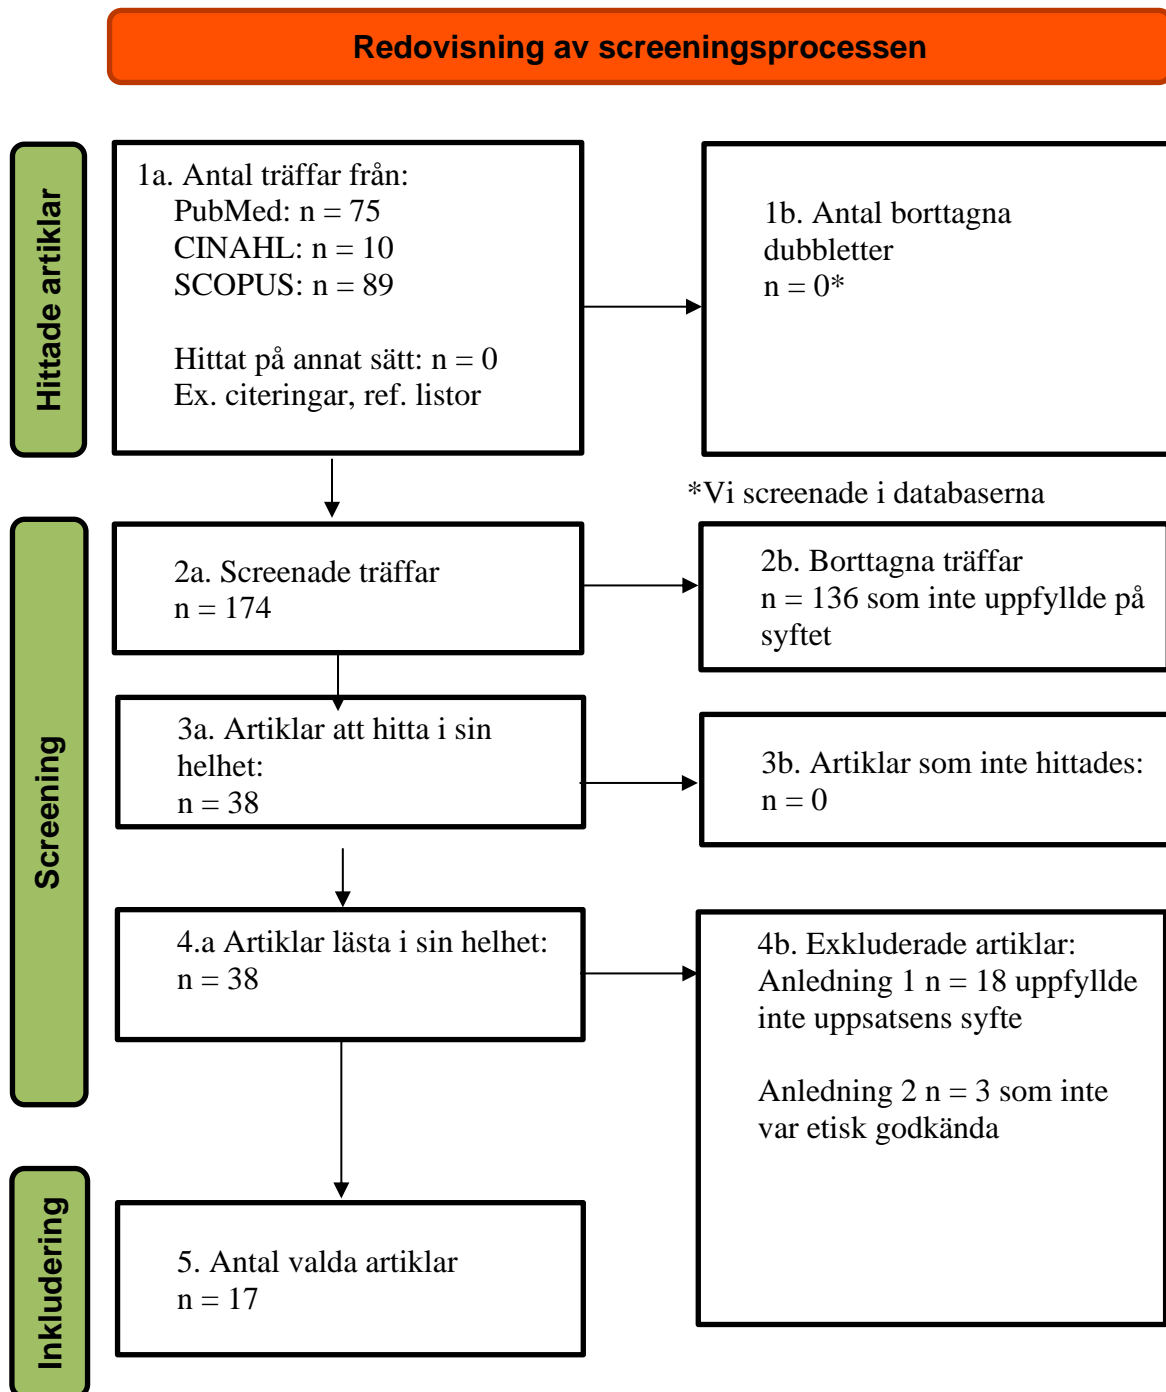 Redovisning av screeningsprocessen
Hittade artiklar
1a. Antal träffar från:
PubMed: n = 75
CINAHL: n = 10
SCOPUS: n = 89
Hittat på annat sätt: n = 0
Ex. citeringar, ref. listor
1b. Antal borttagna
dubbletter
n = 0*
*Vi screenade i databaserna
Screening
2a. Screenade träffar
n = 174
2b. Borttagna träffar
n = 136 som inte uppfyllde på
syftet
3a. Artiklar att hitta i sin
helhet:
n = 38
3b. Artiklar som inte hittades:
n = 0
4.a Artiklar lästa i sin helhet:
n = 38
4b. Exkluderade artiklar:
Anledning 1 n = 18 uppfyllde
inte uppsatsens syfte
Anledning 2 n = 3 som inte
var etisk godkända
Inkludering
5. Antal valda artiklar
n = 17